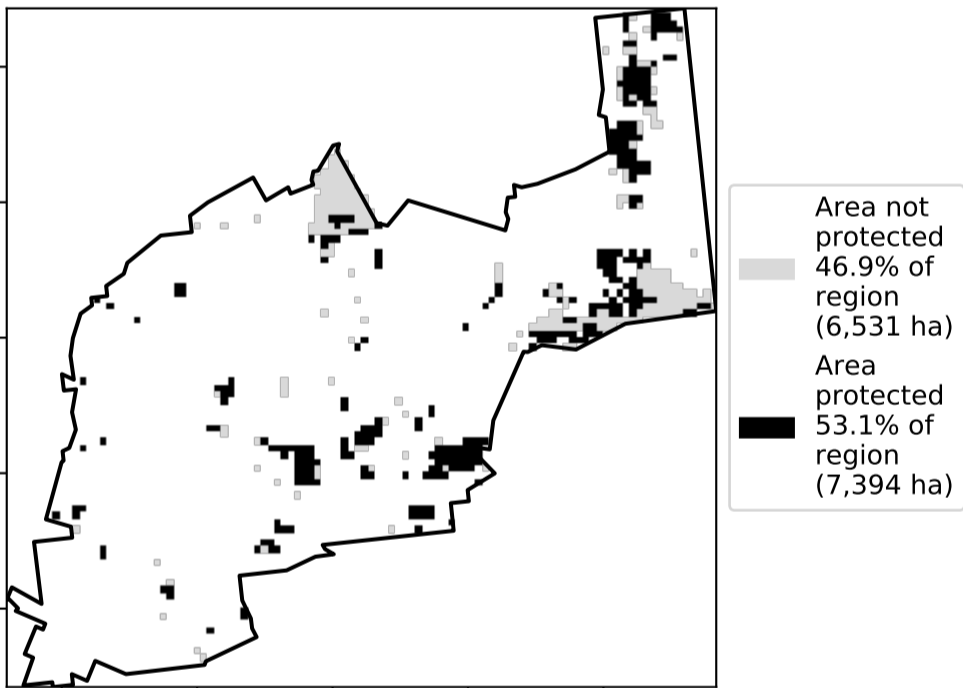 Area not
protected
46.9% of
region
(6,531 ha)
Area
protected
53.1% of
region
(7,394 ha)